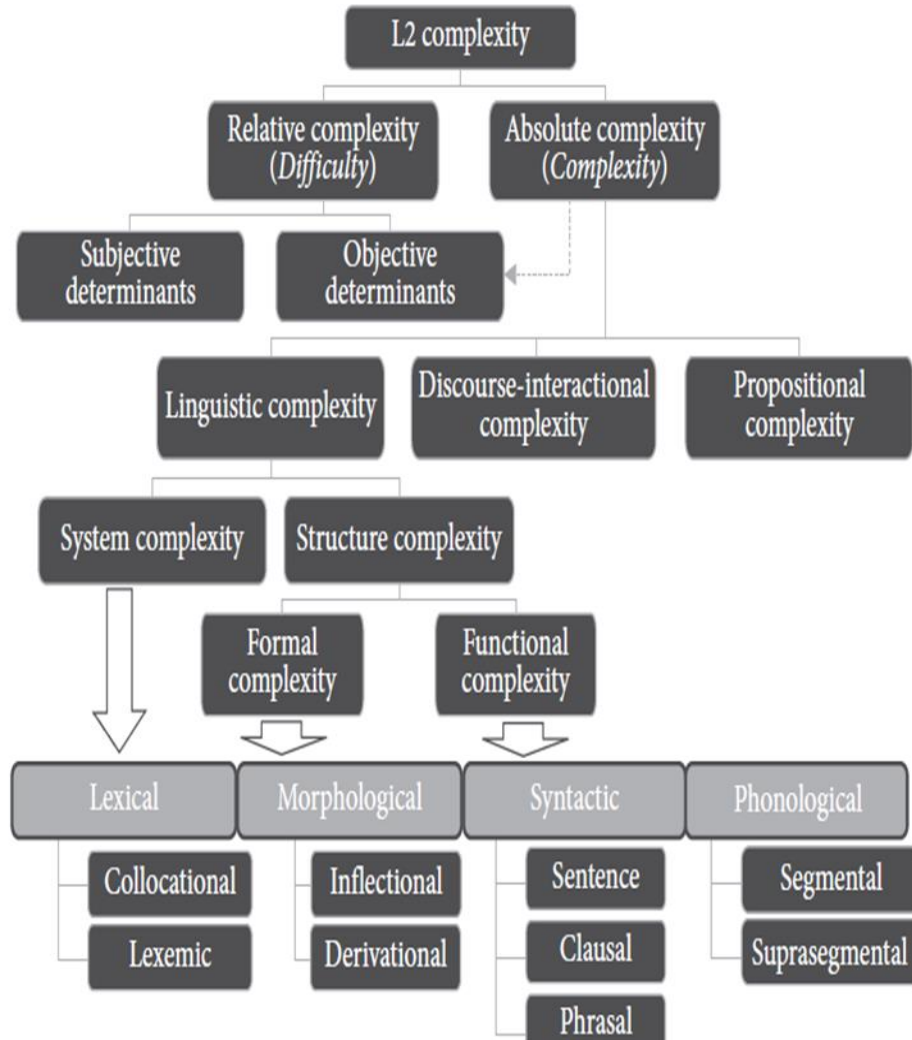 L2 complexity
Relative complexity
(Difficulty)
Absolute complexity
(Complexity)
Subjective
determinants
Objective
determinants
Linguistic complexity
Discourse-interactional
complexity
Propositional
complexity
System complexity
Structure complexity
Formal
complexity
Functional
complexity
Lexical
Morphological
Syntactic
Phonological
Collocational
Lexemic
Inflectional
Derivational
Sentence
Clausal
Phrasal
Segmental
Suprasegmental